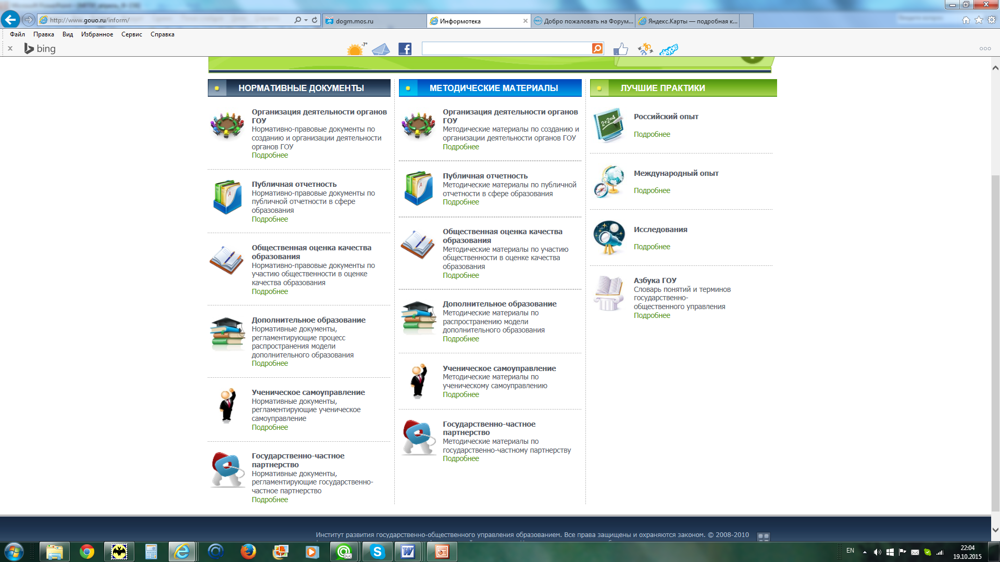 http://www.gouo.ru/inform/
dogm.mos.ru
Информотека
Добро пожаловать на Форум...
Яндекс.Карты — подробная к...
Файл Правка Вид Избранное Сервис Справка
x bing
-7°
skype
НОРМАТИВНЫЕ ДОКУМЕНТЫ
Организация деятельности органов
ГОУ
Нормативно-правовые документы по
созданию и организации деятельности
органов ГОУ
Подробнее
Публичная отчетность
Нормативно-правовые документы по
публичной отчетности в сфере
образования
Подробнее
Общественная оценка качества
образования
Нормативно-правовые документы по
участию общественности в оценке
качества образования
Подробнее
Дополнительное образование
Нормативные документы,
регламентирующие процесс
распространения модели
дополнительного образования
Подробнее
Ученическое самоуправление
Нормативные документы,
регламентирующие ученическое
самоуправление
Подробнее
Государственно-частное
партнерство
Нормативные документы,
регламентирующие государственно-
частное партнерство
Подробнее
МЕТОДИЧЕСКИЕ МАТЕРИАЛЫ
Организация деятельности органов
ГОУ
Методические материалы по созданию и
организации деятельности органов ГОУ
Подробнее
Публичная отчетность
Методические материалы по публичной
отчетности в сфере образования
Подробнее
Общественная оценка качества
образования
Методические материалы по участию
общественности в оценке качества
образования
Подробнее
Дополнительное образование
Методические материалы по
распространению модели
дополнительного образования
Подробнее
Ученическое самоуправление
Методические материалы по
ученическому самоуправлению
Подробнее
Государственно-частное
партнерство
Методические материалы по
государственно-частному партнерству
Подробнее
ЛУЧШИЕ ПРАКТИКИ
2+2=4
Российский опыт
Подробнее
Международный опыт
Подробнее
Исследования
Подробнее
Азбука ГОУ
Словарь понятий и терминов
государственно-
общественного управления
Подробнее
Институт развития государственно-общественного управления образованием. Все права защищены и охраняются законом. © 2008-2010
EN
22:04
19.10.2015